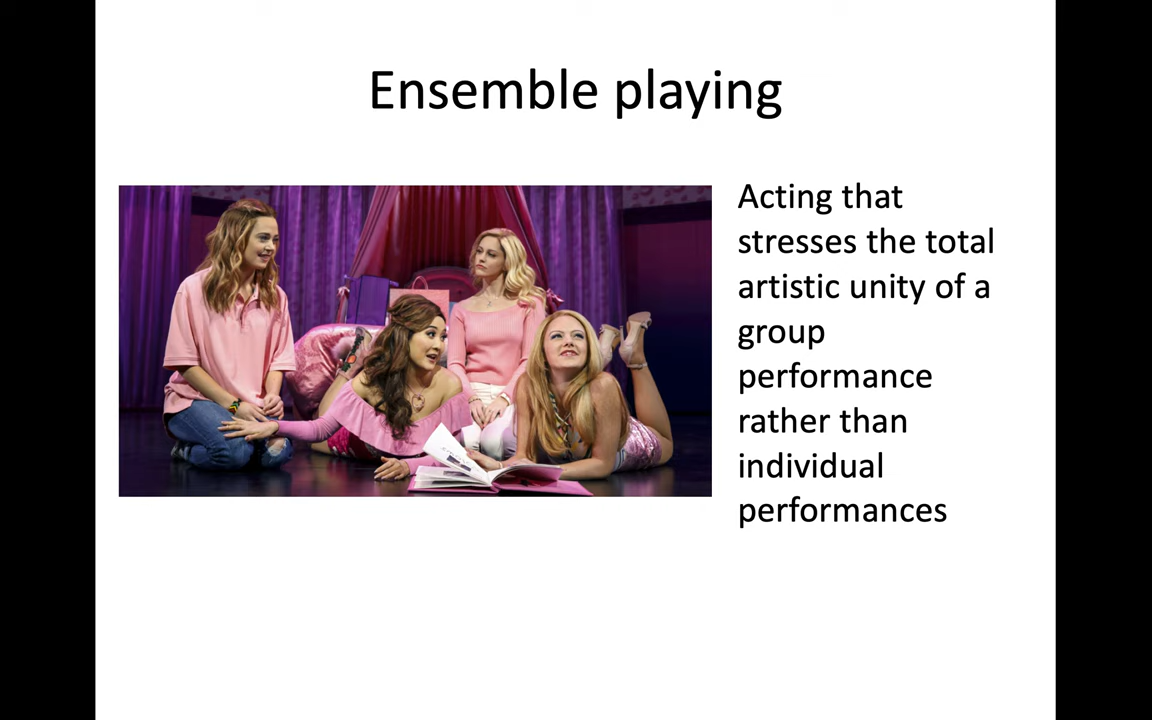 Ensemble playing
Acting that
stresses the total
artistic unity of a
group
performance
rather than
individual
performances